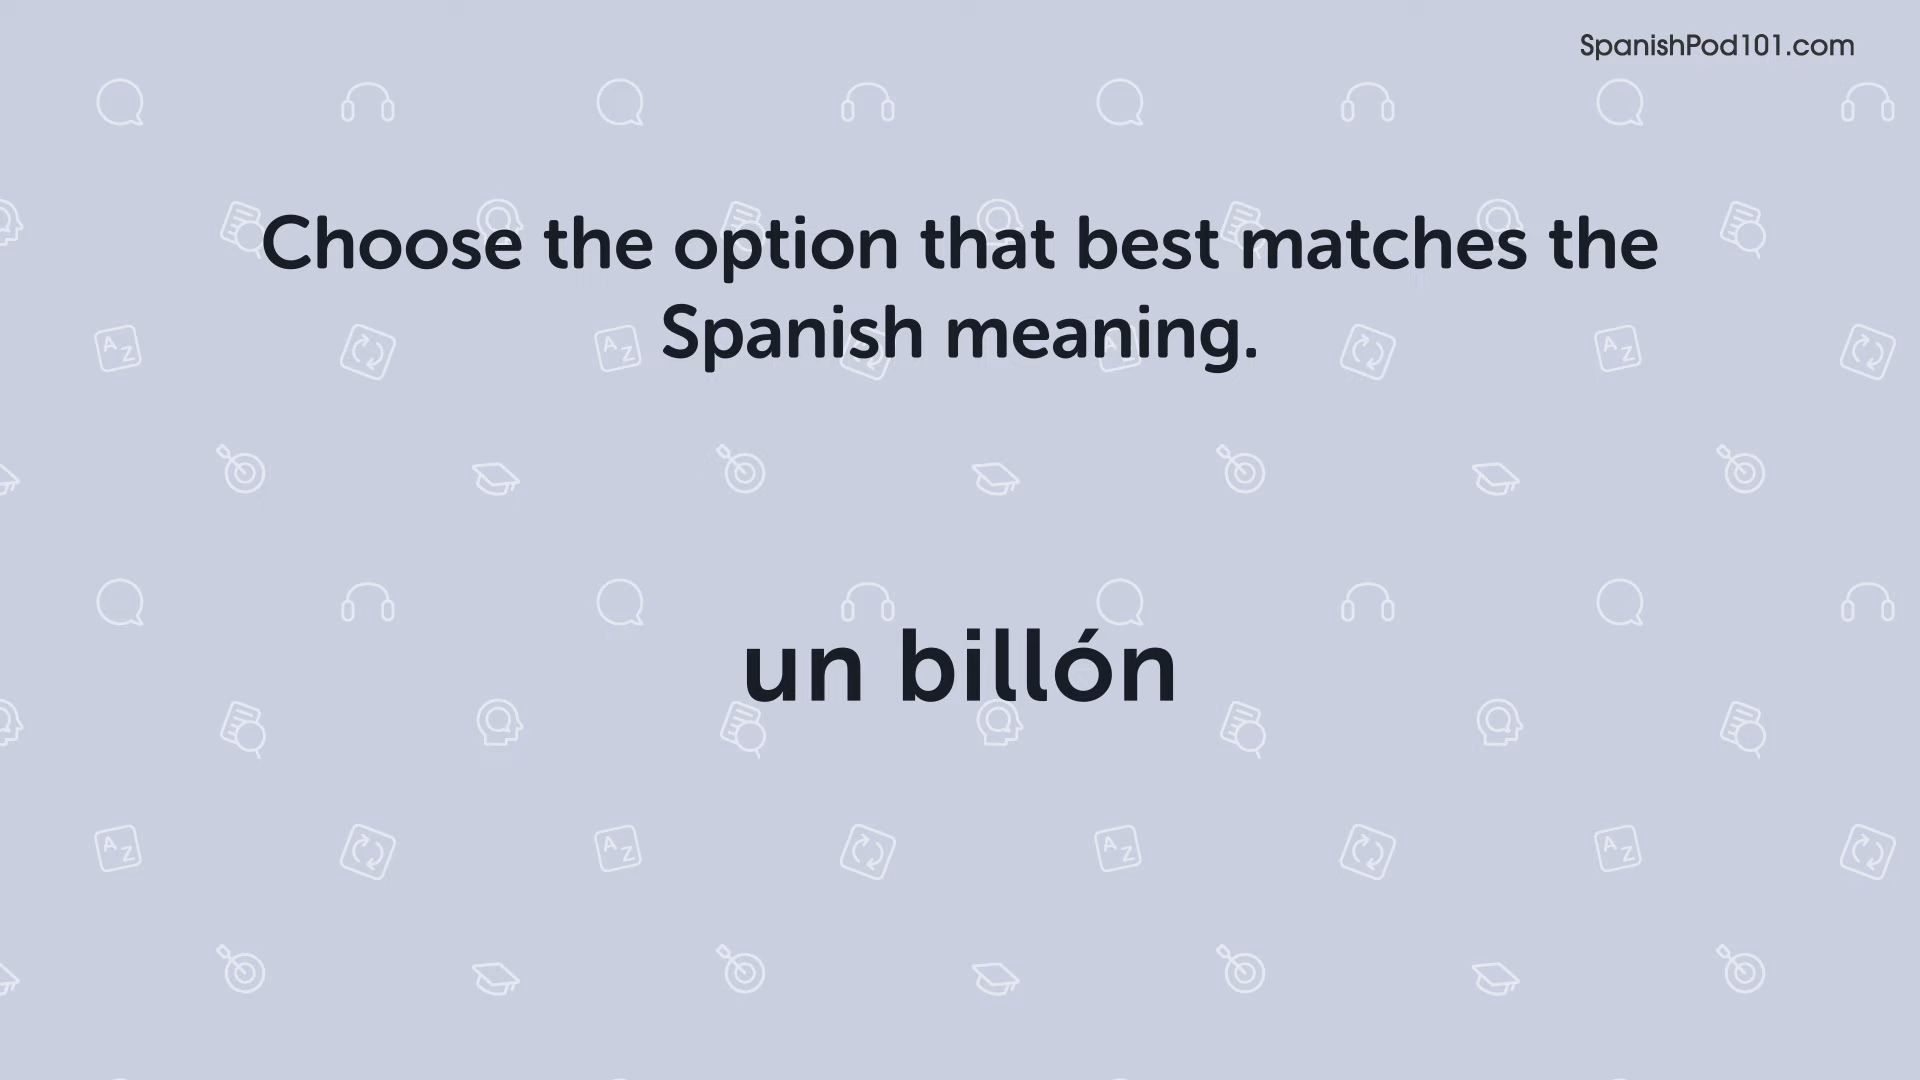 SpanishPod101.com
Choose the option that best matches the
Spanish meaning.
un billón